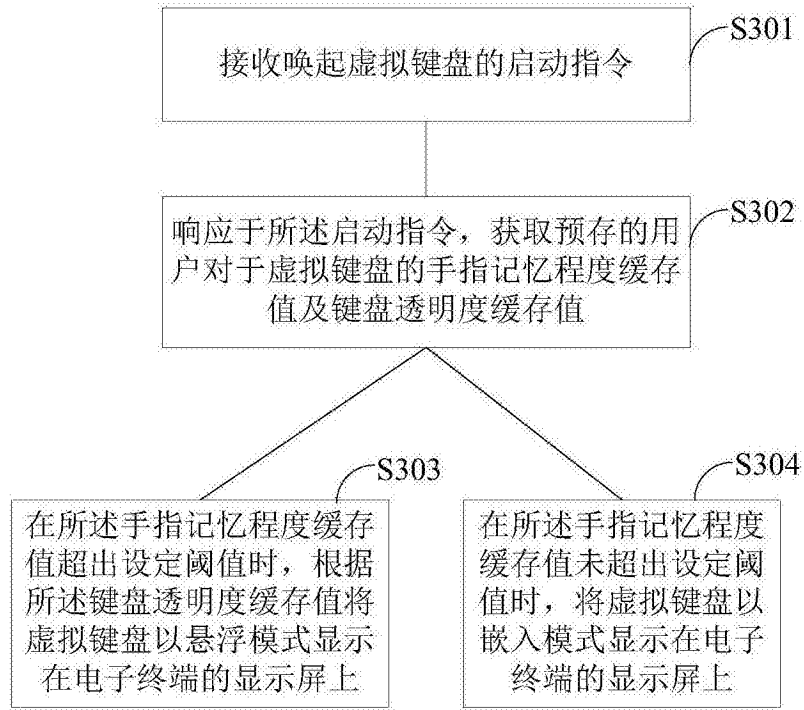 S301
接收唤起虚拟键盘的启动指令
S302
响应于所述启动指令，获取预存的用
户对于虚拟键盘的手指记忆程度缓存
值及键盘透明度缓存值
S303
在所述手指记忆程度缓存
值超出设定阈值时，根据
所述键盘透明度缓存值将
虚拟键盘以悬浮模式显示
在电子终端的显示屏上
S304
在所述手指记忆程度
缓存值未超出设定阈
值时，将虚拟键盘以
嵌入模式显示在电子
终端的显示屏上